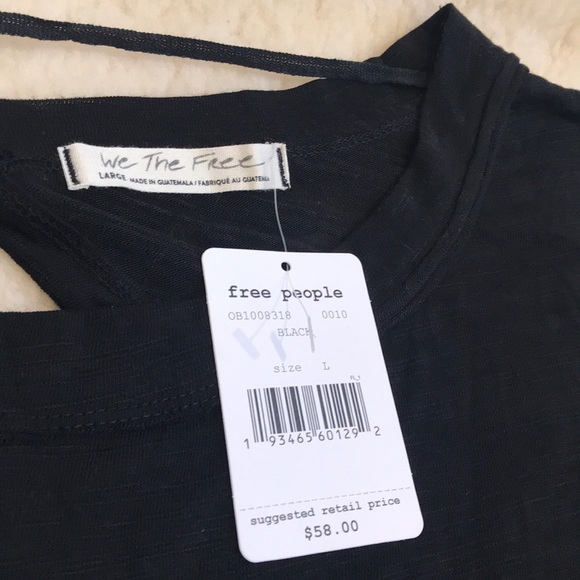 We The Free
LARGE MADE IN GUATEMALA / FABRIQUÉ AU GUATEMALA
free people
OB1008318 0010
BLACK
size L
1 93465 60129 2
suggested retail price
$58.00